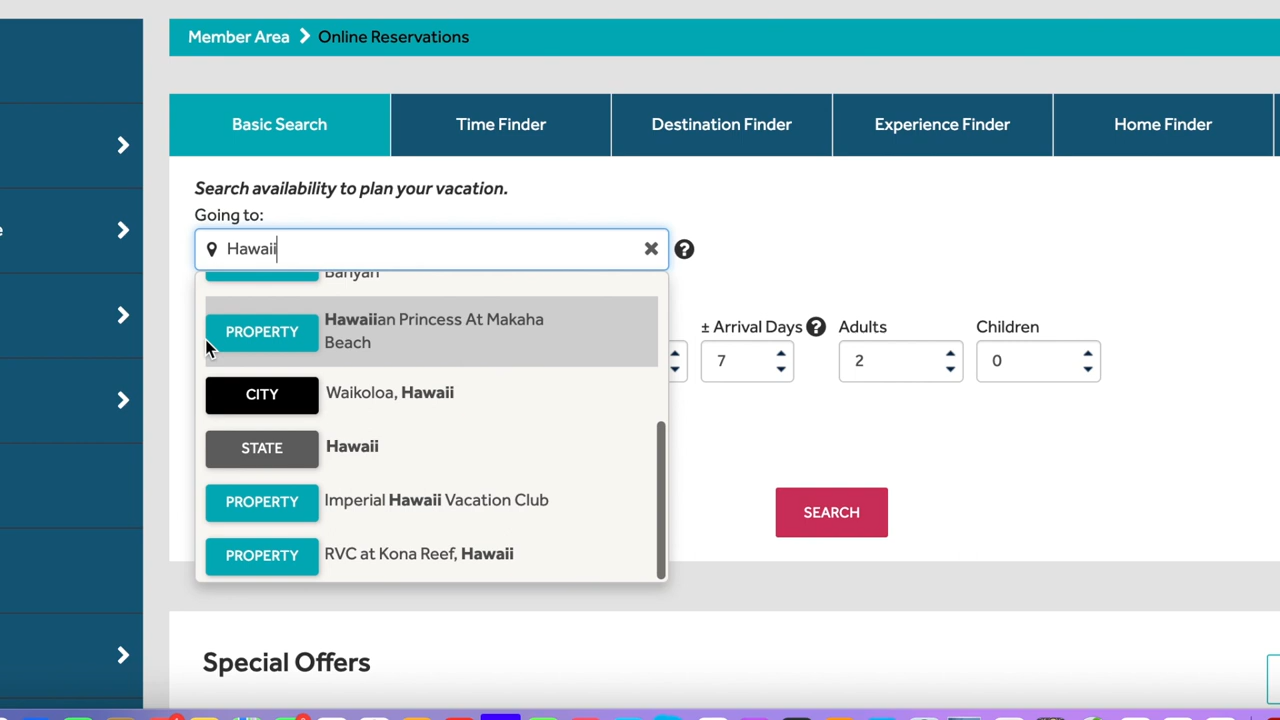 Member Area
Online Reservations
Basic Search
Time Finder
Destination Finder
Experience Finder
Home Finder
Search availability to plan your vacation.
Going to:
Hawaii
Banyan
PROPERTY
Hawaiian Princess At Makaha
Beach
CITY
Waikoloa, Hawaii
STATE
Hawaii
PROPERTY
Imperial Hawaii Vacation Club
PROPERTY
RVC at Kona Reef, Hawaii
± Arrival Days
Adults
Children
7
2
0
SEARCH
Special Offers